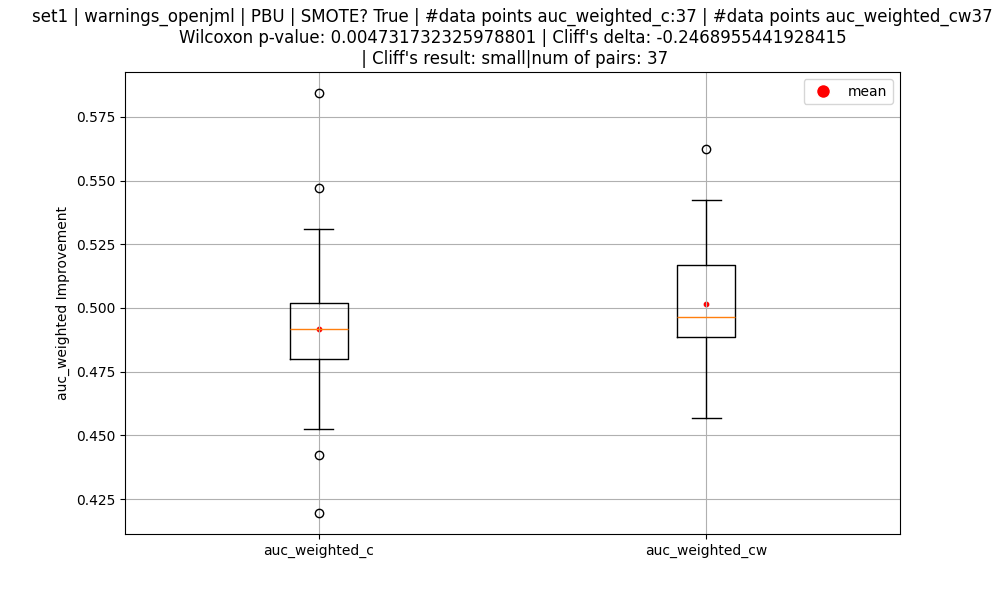 set1 | warnings_openjml | PBU | SMOTE? True | #data points auc_weighted_c:37 | #data points auc_weighted_cw37
Wilcoxon p-value: 0.004731732325978801 | Cliff's delta: -0.2468955441928415
| Cliff's result: small|num of pairs: 37
mean
0.575
0.550
0.525
0.500
0.475
0.450
0.425
auc_weighted Improvement
auc_weighted_c
auc_weighted_cw